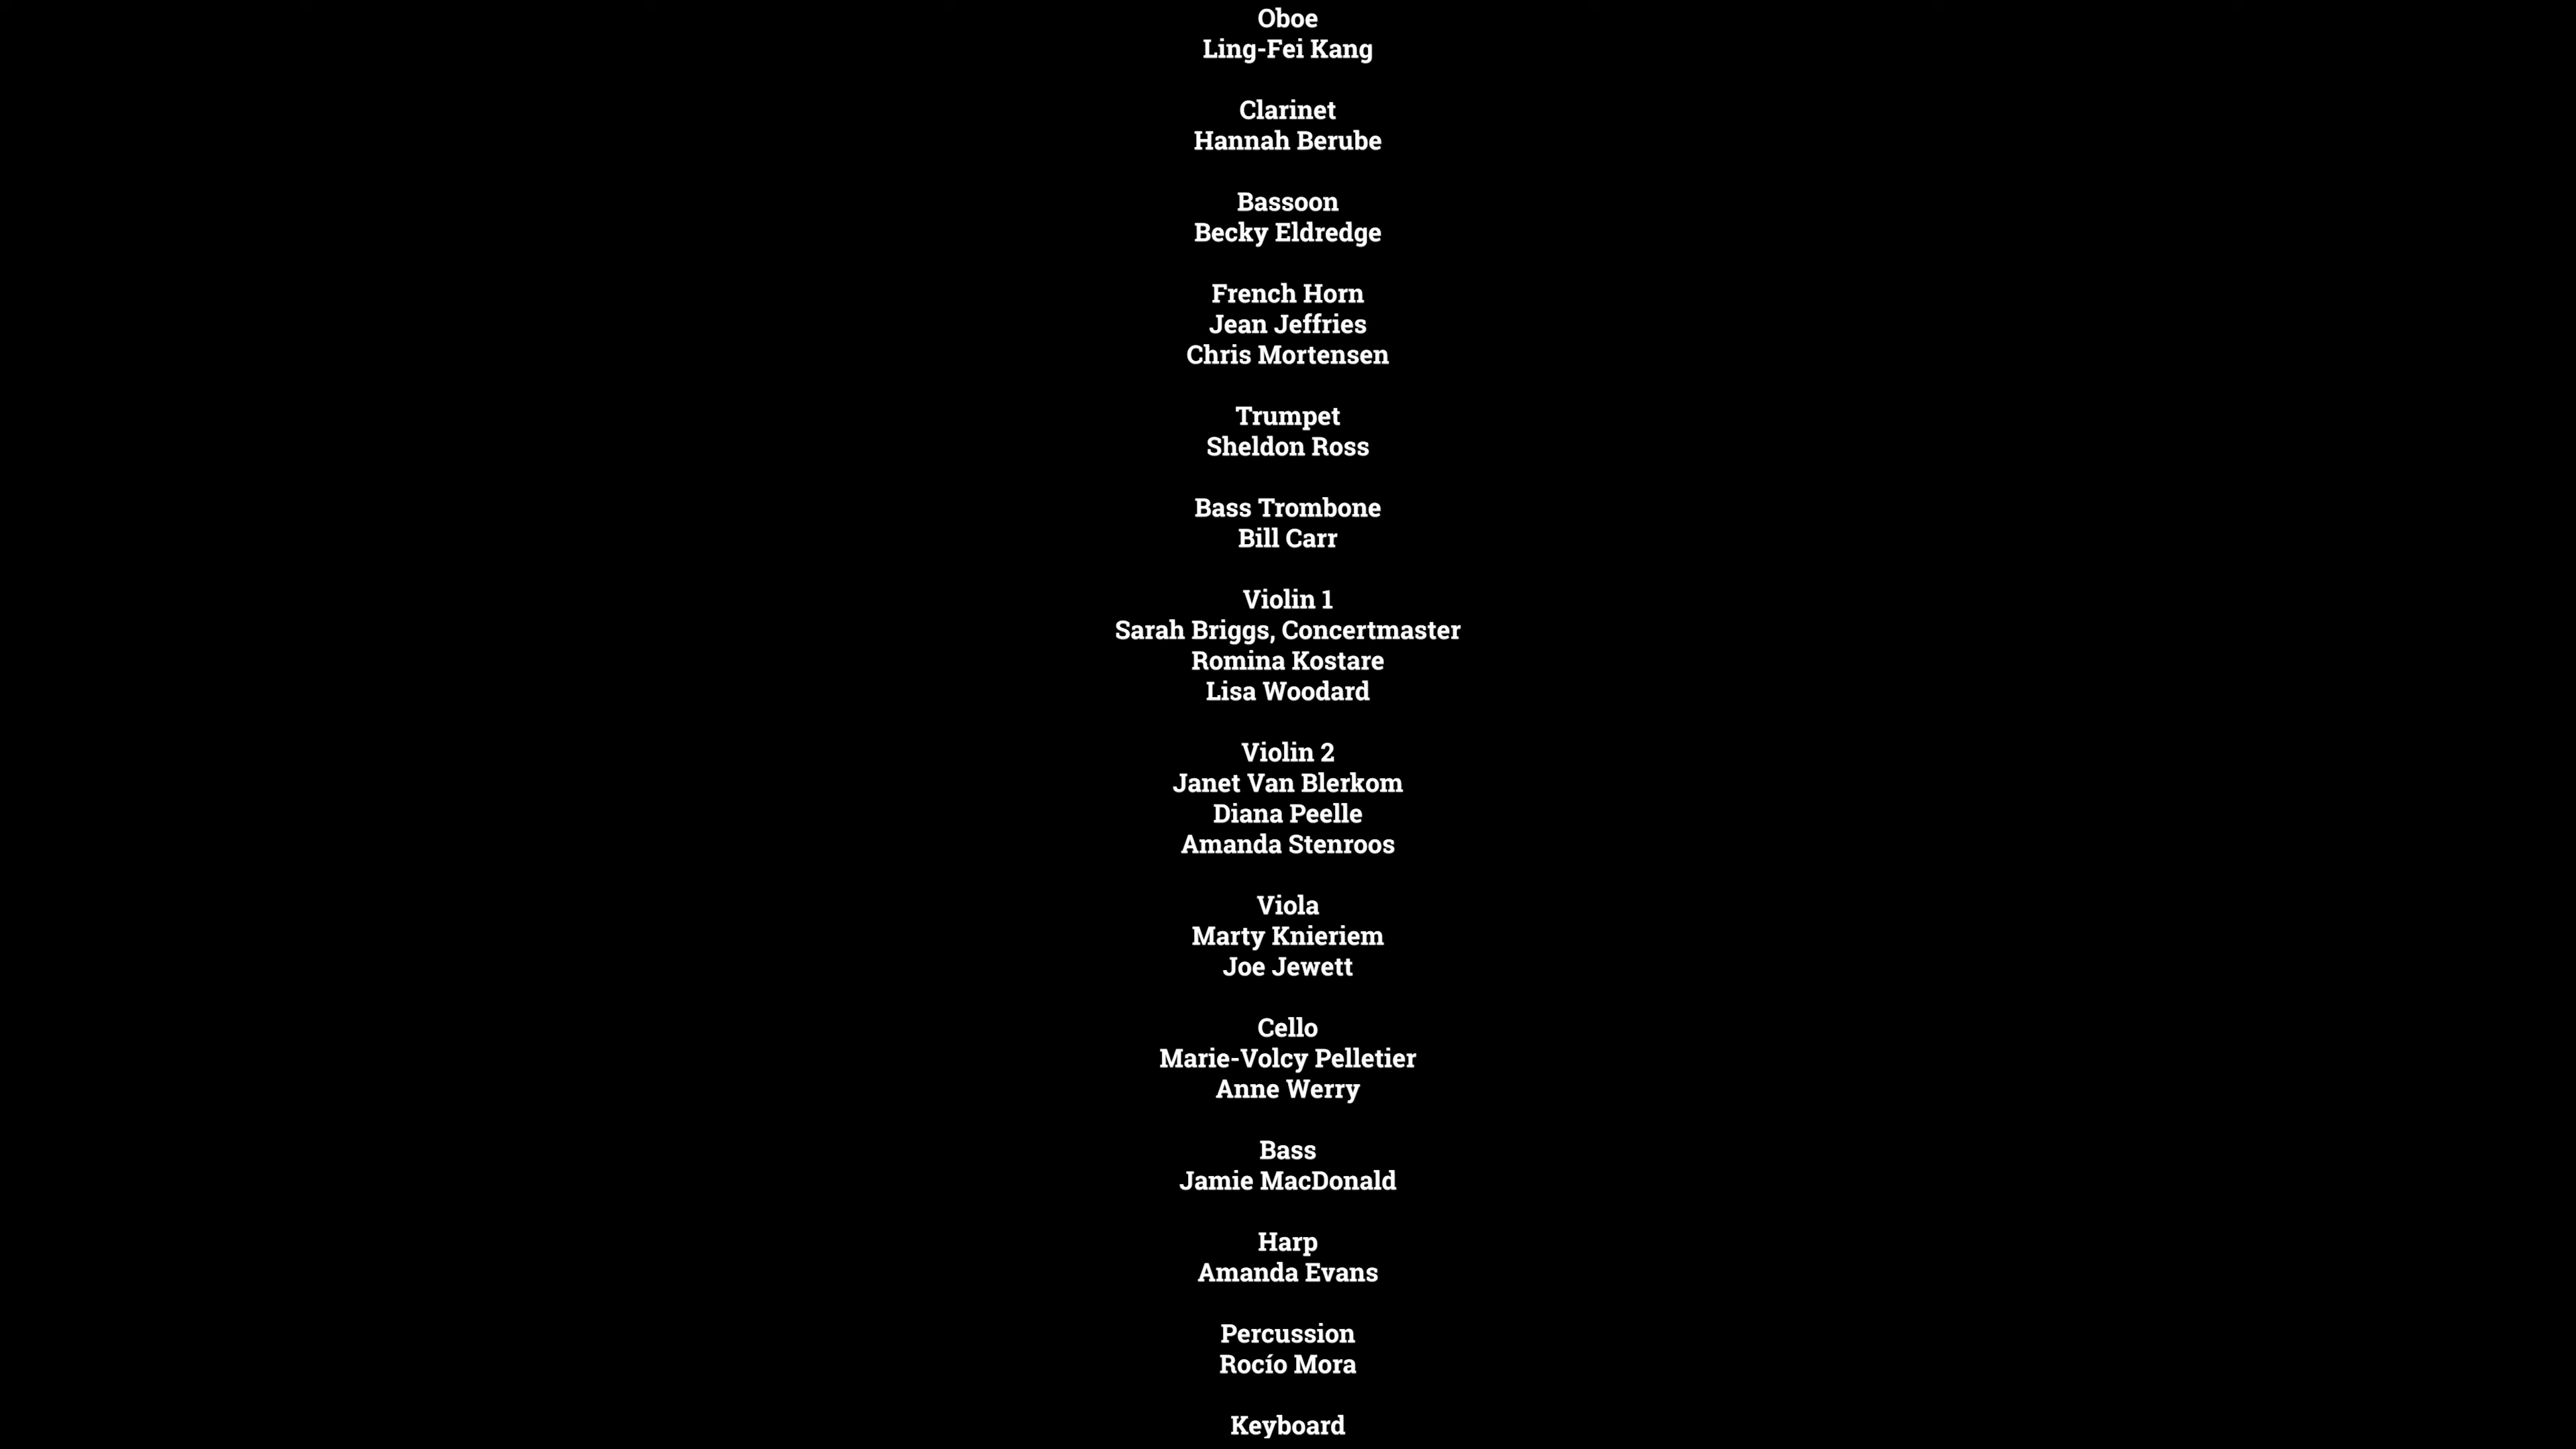 Oboe
Ling-Fei Kang
Clarinet
Hannah Berube
Bassoon
Becky Eldredge
French Horn
Jean Jeffries
Chris Mortensen
Trumpet
Sheldon Ross
Bass Trombone
Bill Carr
Violin 1
Sarah Briggs, Concertmaster
Romina Kostare
Lisa Woodard
Violin 2
Janet Van Blerkom
Diana Peelle
Amanda Stenroos
Viola
Marty Knieriem
Joe Jewett
Cello
Marie-Volcy Pelletier
Anne Werry
Bass
Jamie MacDonald
Harp
Amanda Evans
Percussion
Rocío Mora
Keyboard